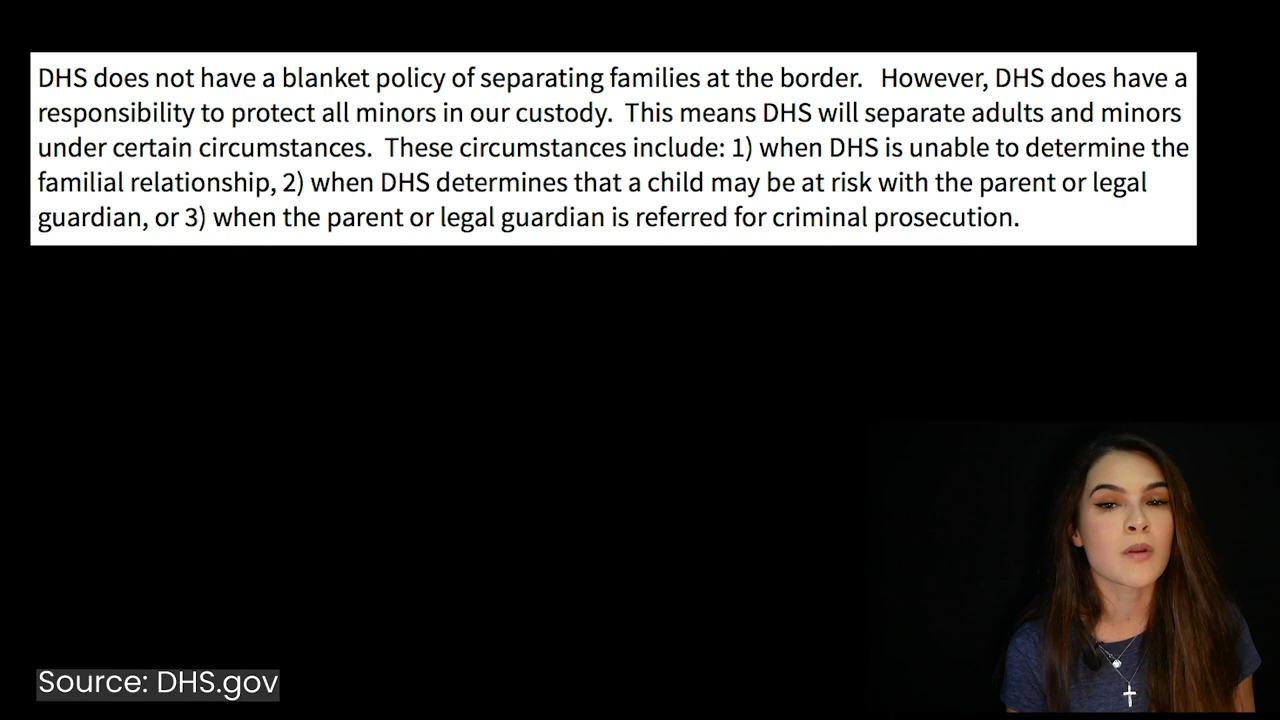 DHS does not have a blanket policy of separating families at the border. However, DHS does have a
responsibility to protect all minors in our custody. This means DHS will separate adults and minors
under certain circumstances. These circumstances include: 1) when DHS is unable to determine the
familial relationship, 2) when DHS determines that a child may be at risk with the parent or legal
guardian, or 3) when the parent or legal guardian is referred for criminal prosecution.
Source: DHS.gov